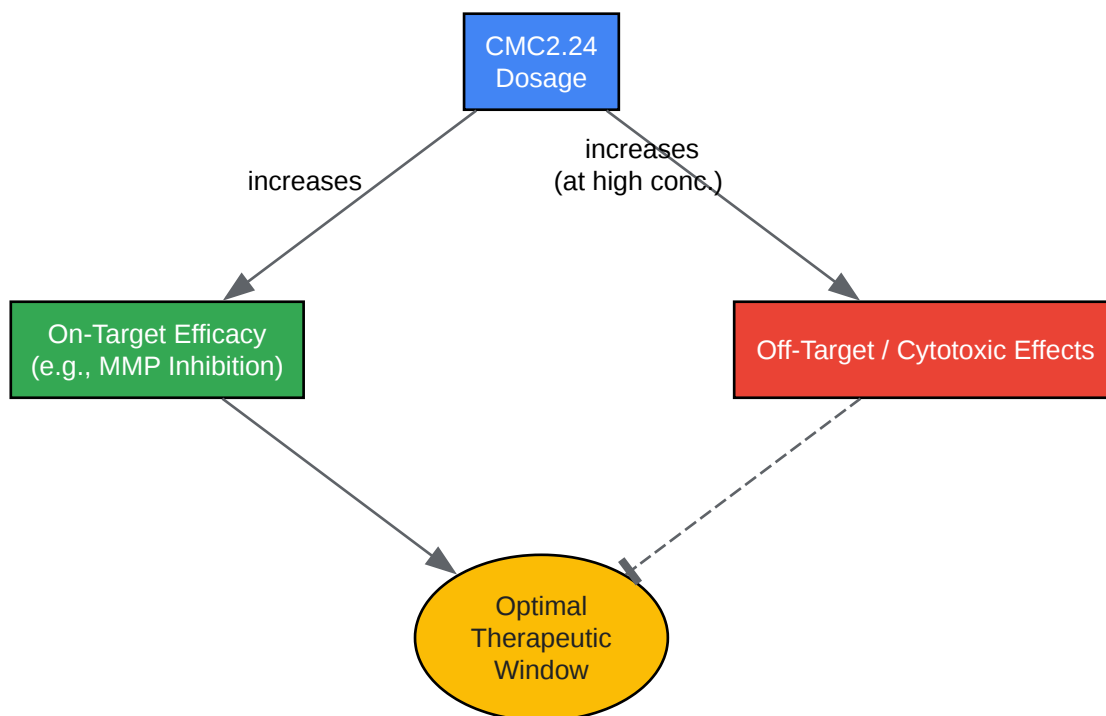 CMC2.24
Dosage
increases
increases
(at high conc.)
On-Target Efficacy
(e.g., MMP Inhibition)
Off-Target / Cytotoxic Effects
Optimal
Therapeutic
Window